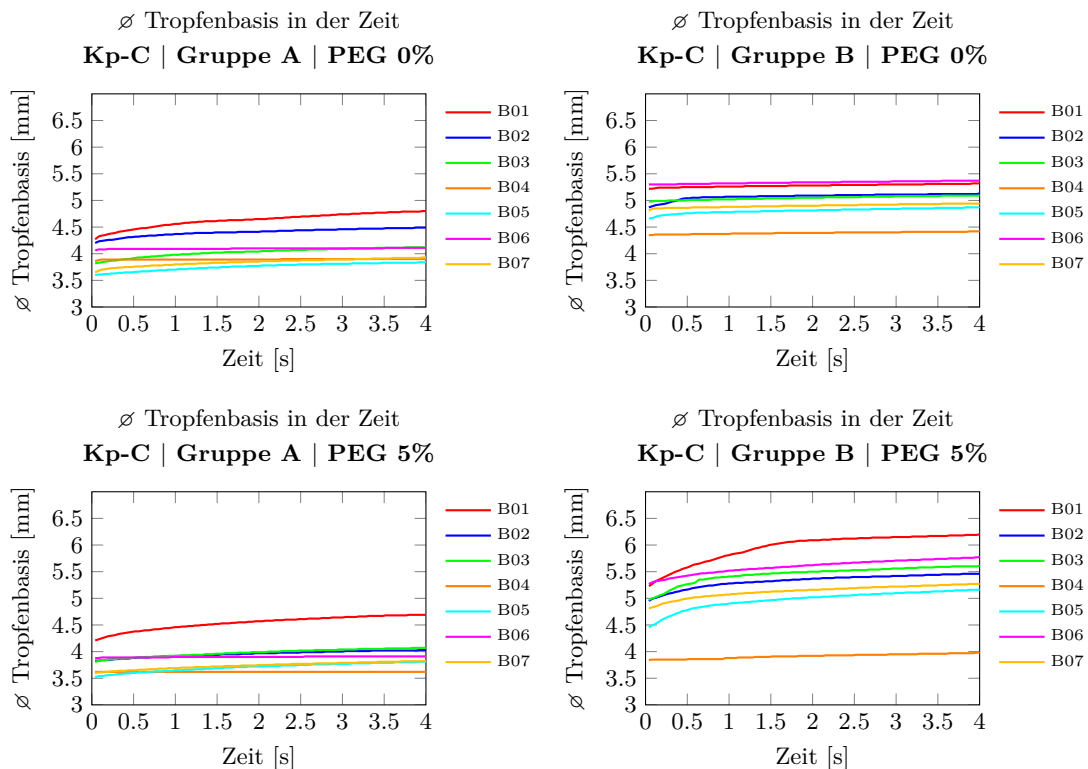 ⌀ Tropfenbasis in der Zeit
Kp-C | Gruppe A | PEG 0%
⌀ Tropfenbasis [mm]
6.5
6
5.5
5
4.5
4
3.5
3
0
0.5
1
1.5
2
2.5
3
3.5
4
Zeit [s]
B01
B02
B03
B04
B05
B06
B07
⌀ Tropfenbasis in der Zeit
Kp-C | Gruppe B | PEG 0%
⌀ Tropfenbasis [mm]
6.5
6
5.5
5
4.5
4
3.5
3
0
0.5
1
1.5
2
2.5
3
3.5
4
Zeit [s]
B01
B02
B03
B04
B05
B06
B07
⌀ Tropfenbasis in der Zeit
Kp-C | Gruppe A | PEG 5%
⌀ Tropfenbasis [mm]
6.5
6
5.5
5
4.5
4
3.5
3
0
0.5
1
1.5
2
2.5
3
3.5
4
Zeit [s]
B01
B02
B03
B04
B05
B06
B07
⌀ Tropfenbasis in der Zeit
Kp-C | Gruppe B | PEG 5%
⌀ Tropfenbasis [mm]
6.5
6
5.5
5
4.5
4
3.5
3
0
0.5
1
1.5
2
2.5
3
3.5
4
Zeit [s]
B01
B02
B03
B04
B05
B06
B07